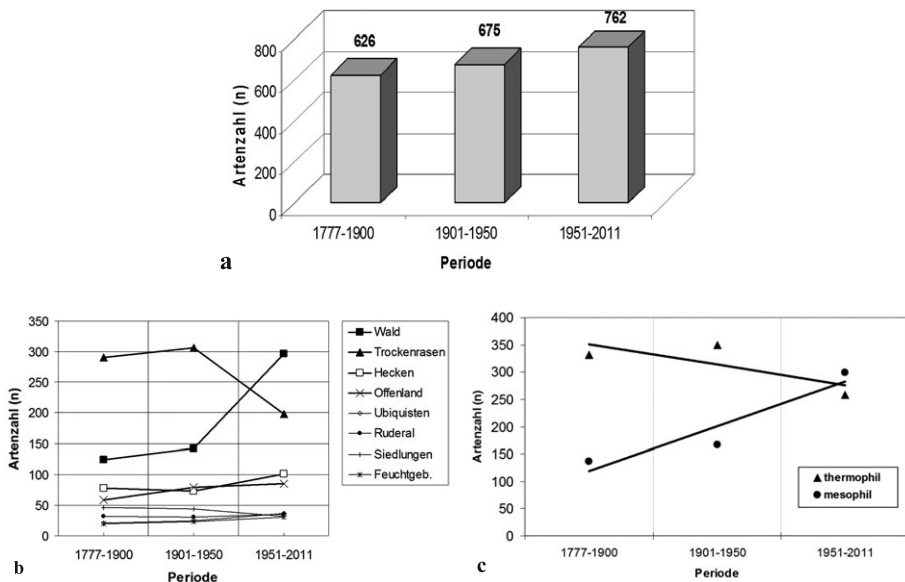 762
675
626
800
600
400
200
0
Artenzahl (n)
1777-1900 1901-1950 1951-2011
Periode
a
350
300
250
200
150
100
50
0
Artenzahl (n)
1777-1900 1901-1950 1951-2011
Periode
Wald
Trockenrasen
Hecken
Offenland
Ubiquisten
Ruderal
Siedlungen
Feuchtgeb.
b
400
350
300
250
200
150
100
50
0
Artenzahl (n)
thermophil
mesophil
1777-1900 1901-1950 1951-2011
Periode
c